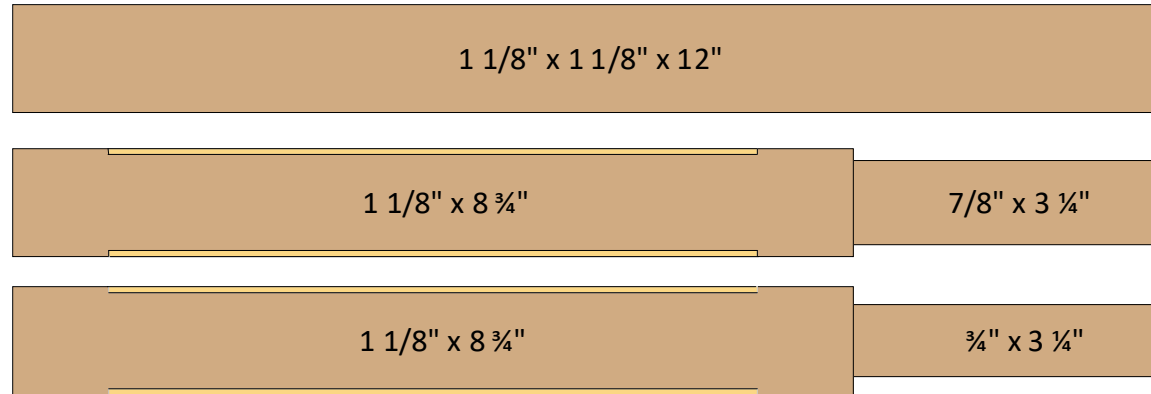 1 1/8" x 1 1/8" x 12"
1 1/8" x 8 ¾"
7/8" x 3 ¼"
1 1/8" x 8 ¾"
¾" x 3 ¼"